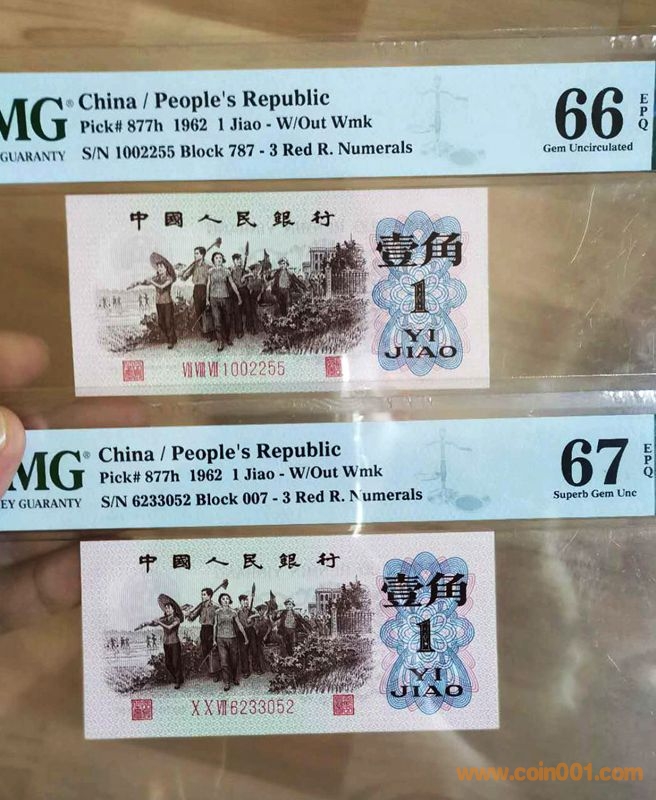 MG® China / People's Republic
Pick# 877h 1962 1 Jiao - W/Out Wmk
GUARANTY S/N 1002255 Block 787 - 3 Red R. Numerals
66 EPQ
Gem Uncirculated
中國人民銀行
壹角
1
YI
JIAO
VII VIII VII 1002255
MG® China / People's Republic
Pick# 877h 1962 1 Jiao - W/Out Wmk
EY GUARANTY S/N 6233052 Block 007 - 3 Red R. Numerals
67 EPQ
Superb Gem Unc
中國人民銀行
壹角
1
YI
JIAO
X X VII 6233052
www.coin001.com